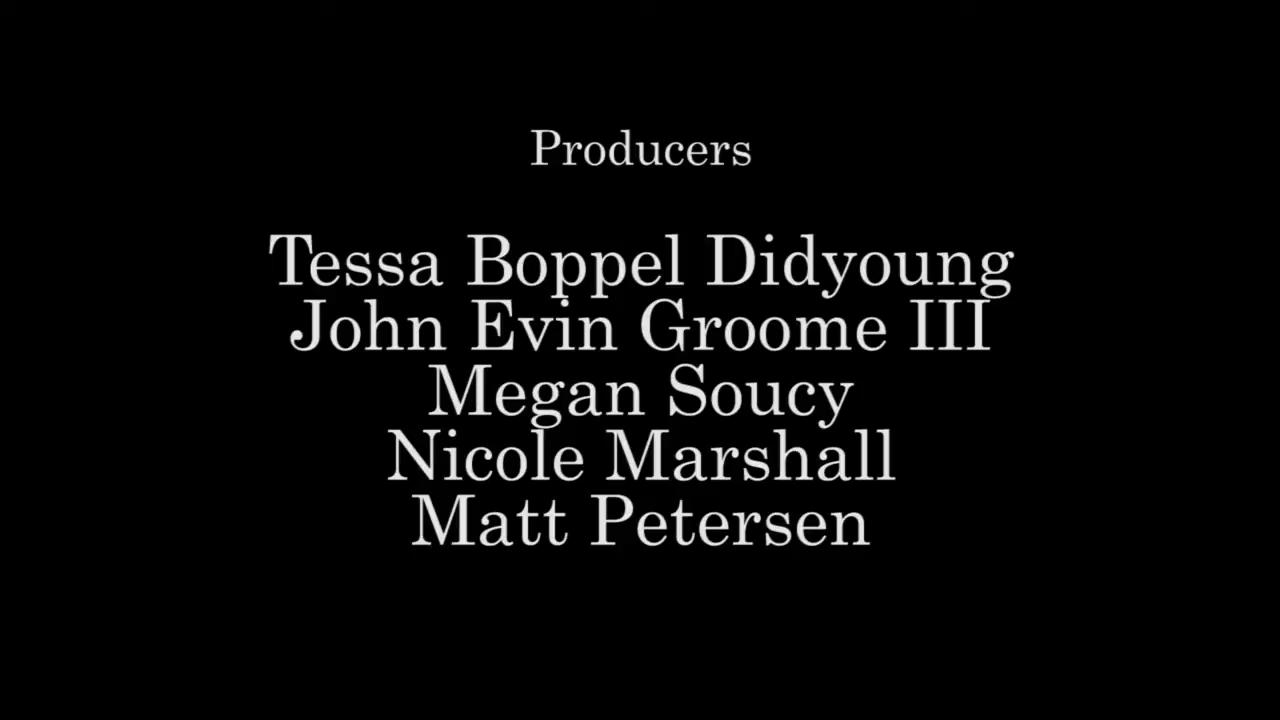 Producers
Tessa Boppel Didyoung
John Evin Groome III
Megan Soucy
Nicole Marshall
Matt Petersen